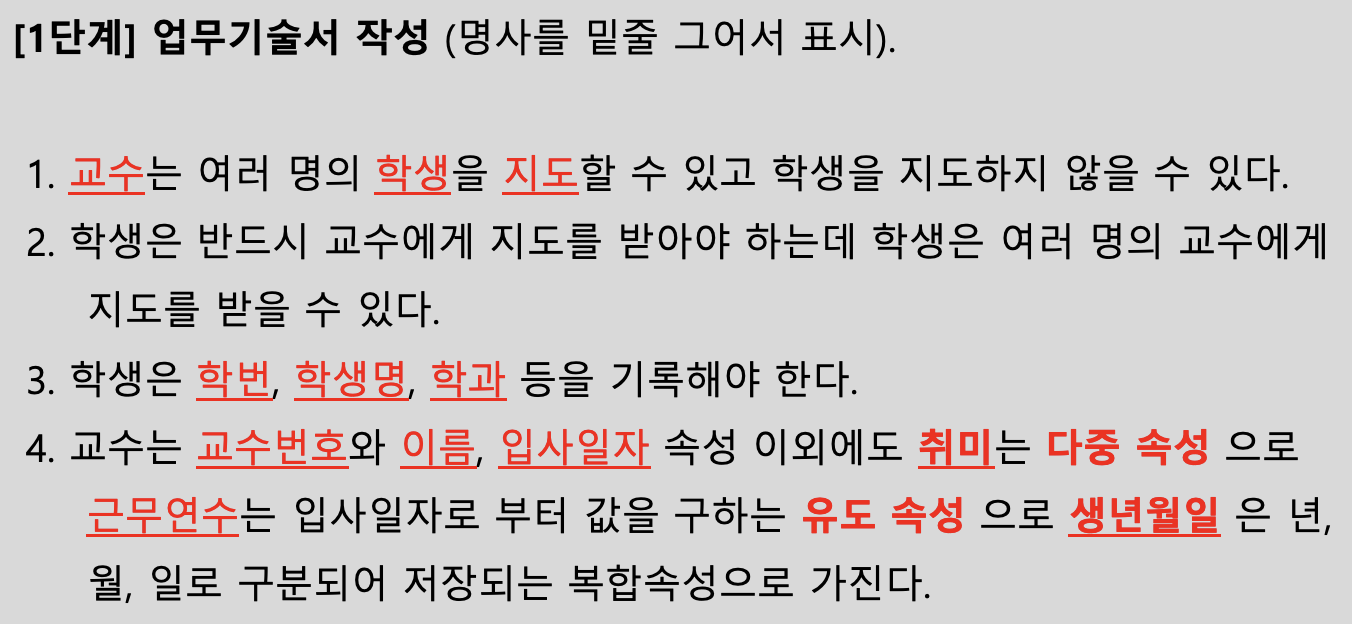 [1단계] 업무기술서 작성 (명사를 밑줄 그어서 표시).
1. 교수는 여러 명의 학생을 지도할 수 있고 학생을 지도하지 않을 수 있다.
2. 학생은 반드시 교수에게 지도를 받아야 하는데 학생은 여러 명의 교수에게
지도를 받을 수 있다.
3. 학생은 학번, 학생명, 학과 등을 기록해야 한다.
4. 교수는 교수번호와 이름, 입사일자 속성 이외에도 취미는 다중 속성 으로
근무연수는 입사일자로 부터 값을 구하는 유도 속성 으로 생년월일 은 년,
월, 일로 구분되어 저장되는 복합속성으로 가진다.